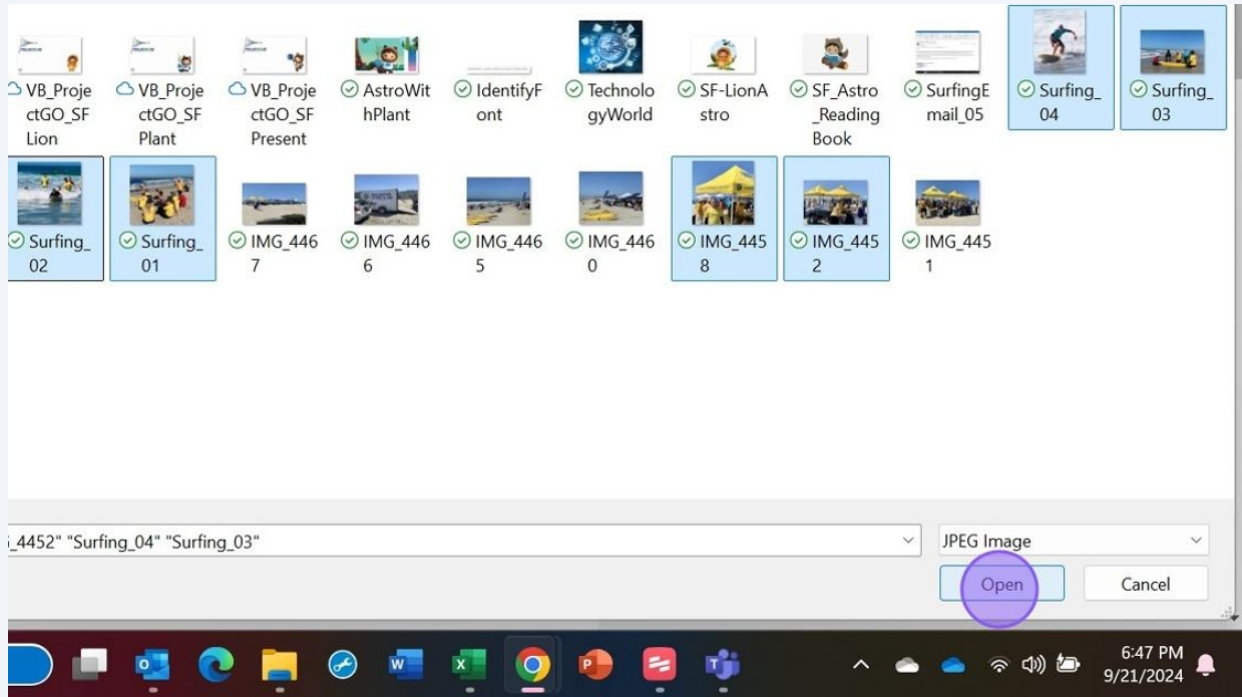 VB_Proje VB_Proje VB_Proje AstroWit IdentifyF Technolo SF-LionA SF_Astro SurfingE Surfing_ Surfing_
ctGO_SF ctGO_SF ctGO_SF hPlant ont gyWorld stro _Reading mail_05 04 03
Lion Plant Present Book
Surfing_ Surfing_ IMG_446 IMG_446 IMG_446 IMG_446 IMG_445 IMG_445 IMG_445
02 01 7 6 5 0 8 2 1
_4452" "Surfing_04" "Surfing_03" JPEG Image
Open Cancel
6:47 PM
9/21/2024